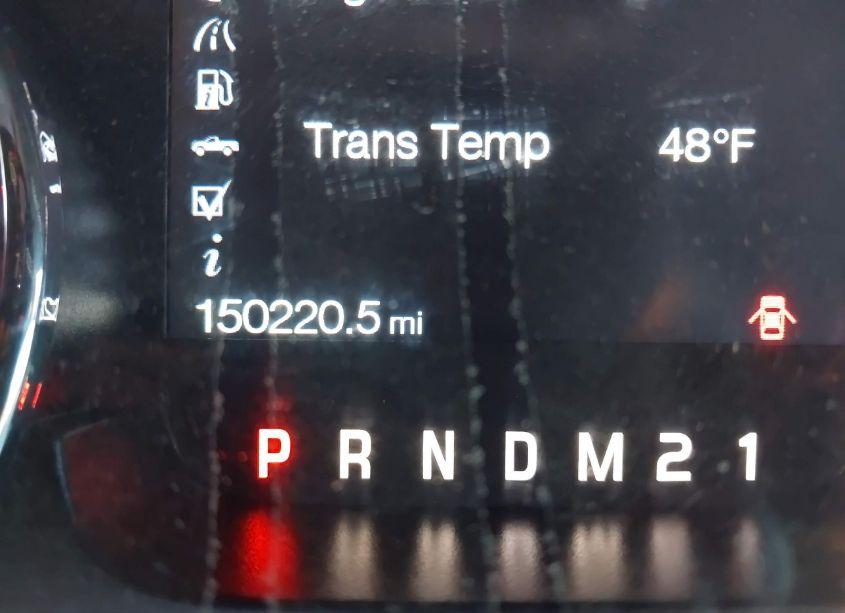 Trans Temp 48°F
150220.5 mi
P R N D M 2 1